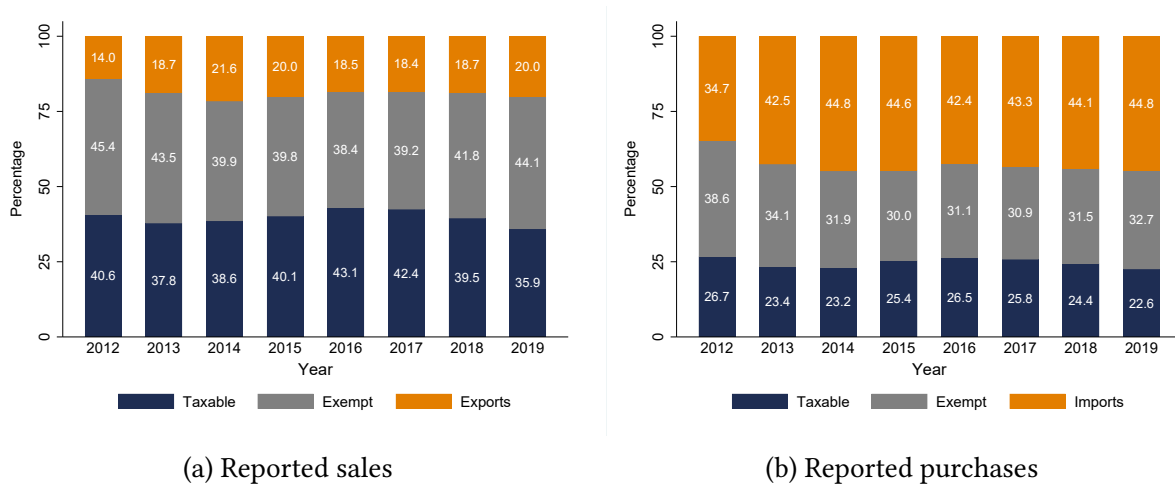 100
14.0 18.7 21.6 20.0 18.5 18.4 18.7 20.0
75
45.4 43.5 39.9 39.8 38.4 39.2 41.8 44.1
Percentage
50
25
40.6 37.8 38.6 40.1 43.1 42.4 39.5 35.9
0
2012 2013 2014 2015 2016 2017 2018 2019
Year
Taxable Exempt Exports
(a) Reported sales
100
34.7 42.5 44.8 44.6 42.4 43.3 44.1 44.8
75
Percentage
50
38.6 34.1 31.9 30.0 31.1 30.9 31.5 32.7
25
26.7 23.4 23.2 25.4 26.5 25.8 24.4 22.6
0
2012 2013 2014 2015 2016 2017 2018 2019
Year
Taxable Exempt Imports
(b) Reported purchases